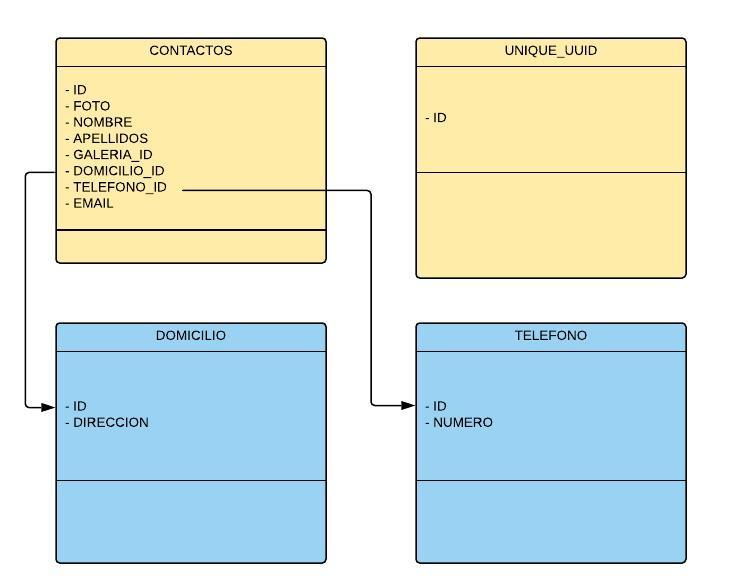 CONTACTOS
- ID
- FOTO
- NOMBRE
- APELLIDOS
- GALERIA_ID
- DOMICILIO_ID
- TELEFONO_ID
- EMAIL
UNIQUE_UUID
- ID
DOMICILIO
- ID
- DIRECCION
TELEFONO
- ID
- NUMERO